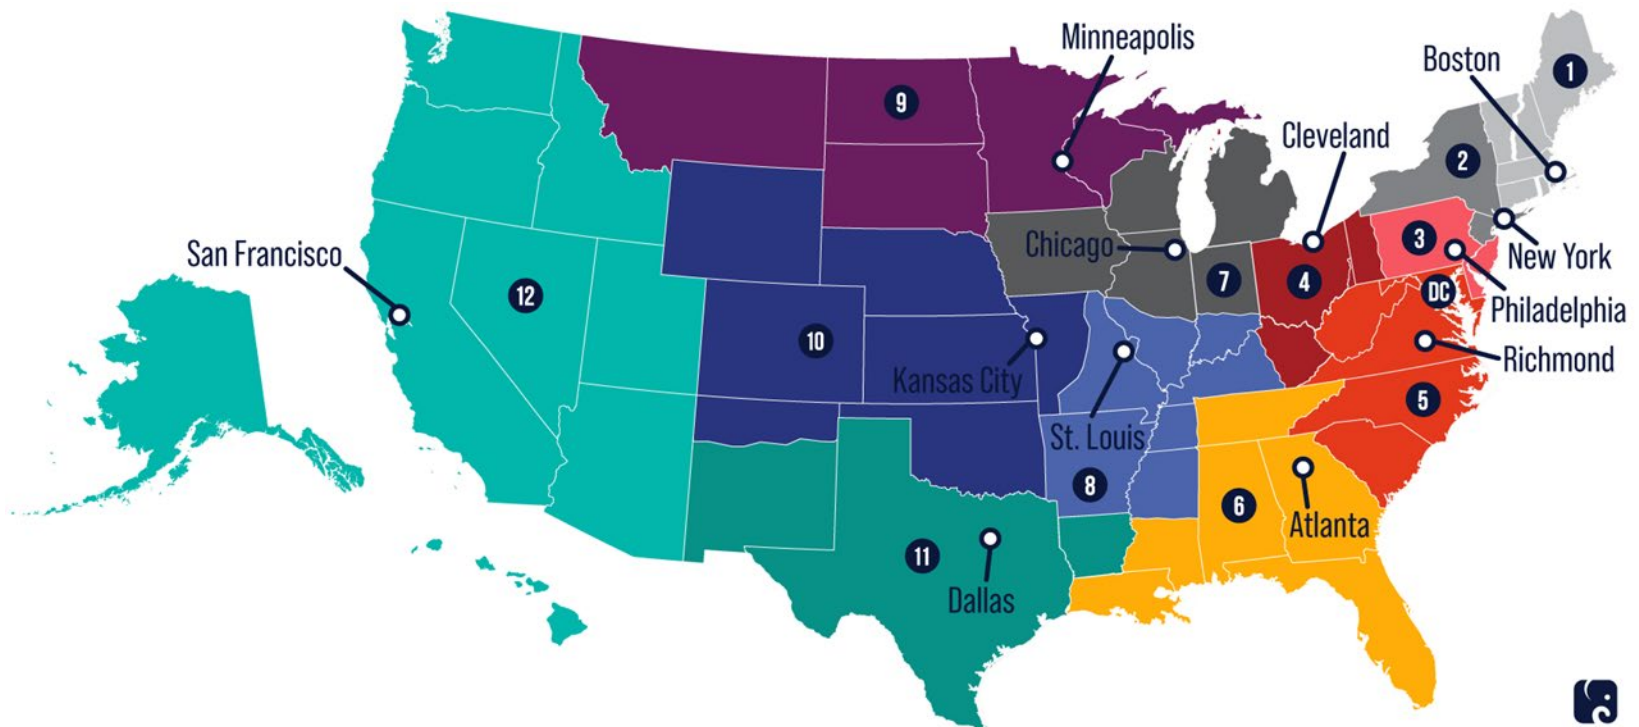 Minneapolis
Boston
1
9
Cleveland
2
San Francisco
Chicago
3
New York
7
4
DC
12
Philadelphia
10
Kansas City
Richmond
5
St. Louis
8
6
Atlanta
11
Dallas